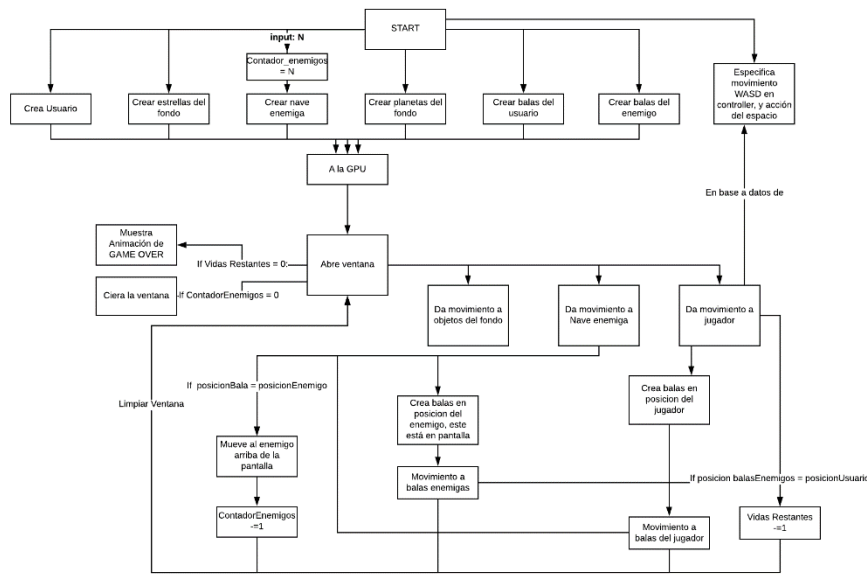 START
input: N
Contador_enemigos
= N
Crea Usuario
Crear estrellas del
fondo
Crear nave
enemiga
Crear planetas del
fondo
Crear balas del
usuario
Crear balas del
enemigo
Especifica
movimiento
WASD en
controller, y acción
del espacio
A la GPU
En base a datos de
Muestra
Animación de
GAME OVER
If Vidas Restantes = 0:
Abre ventana
Ciera la ventana
If ContadorEnemigos = 0
Da movimiento a
objetos del fondo
Da movimiento a
Nave enemiga
Da movimiento a
jugador
If posicionBala = posicionEnemigo
Limpiar Ventana
Crea balas en
posicion del
enemigo, este
está en pantalla
Crea balas en
posicion del
jugador
Mueve al enemigo
arriba de la
pantalla
Movimiento a
balas enemigas
If posicion balasEnemigos = posicionUsuario
ContadorEnemigos
-=1
Movimiento a
balas del jugador
Vidas Restantes
-=1